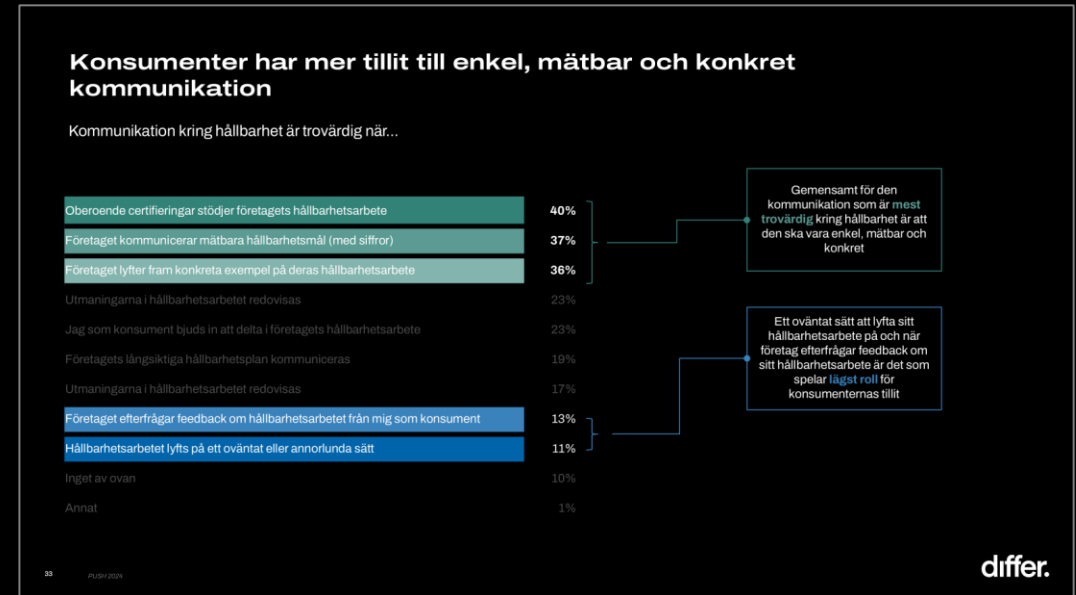 Konsumenter har mer tillit till enkel, mätbar och konkret
kommunikation
Kommunikation kring hållbarhet är trovärdig när...
Oberoende certifieringar stödjer företagets hållbarhetsarbete 40%
Företaget kommunicerar mätbara hållbarhetsmål (med siffror) 37%
Företaget lyfter fram konkreta exempel på deras hållbarhetsarbete 36%
Utmaningarna i hållbarhetsarbetet redovisas 23%
Jag som konsument bjuds in att delta i företagets hållbarhetsarbete 23%
Företagets långsiktiga hållbarhetsplan kommuniceras 19%
Utmaningarna i hållbarhetsarbetet redovisas 17%
Företaget efterfrågar feedback om hållbarhetsarbetet från mig som konsument 13%
Hållbarhetsarbetet lyfts på ett oväntat eller annorlunda sätt 11%
Inget av ovan 10%
Annat 1%
Gemensamt för den
kommunikation som är mest
trovärdig kring hållbarhet är att
den ska vara enkel, mätbar och
konkret
Ett oväntat sätt att lyfta sitt
hållbarhetsarbete på och när
företag efterfrågar feedback om
sitt hållbarhetsarbete är det som
spelar lägst roll för
konsumenternas tillit
33 PUSH 2024
differ.